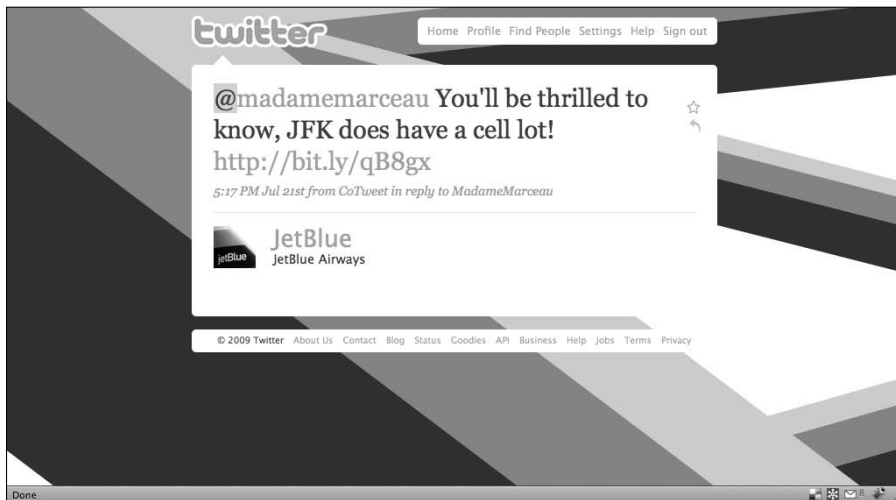 twitter
Home Profile Find People Settings Help Sign out
@madamemarceau You'll be thrilled to
know, JFK does have a cell lot!
http://bit.ly/qB8gx
5:17 PM Jul 21st from CoTweet in reply to MadameMarceau
jetBlue
JetBlue
JetBlue Airways
© 2009 Twitter About Us Contact Blog Status Goodies API Business Help Jobs Terms Privacy
Done
8